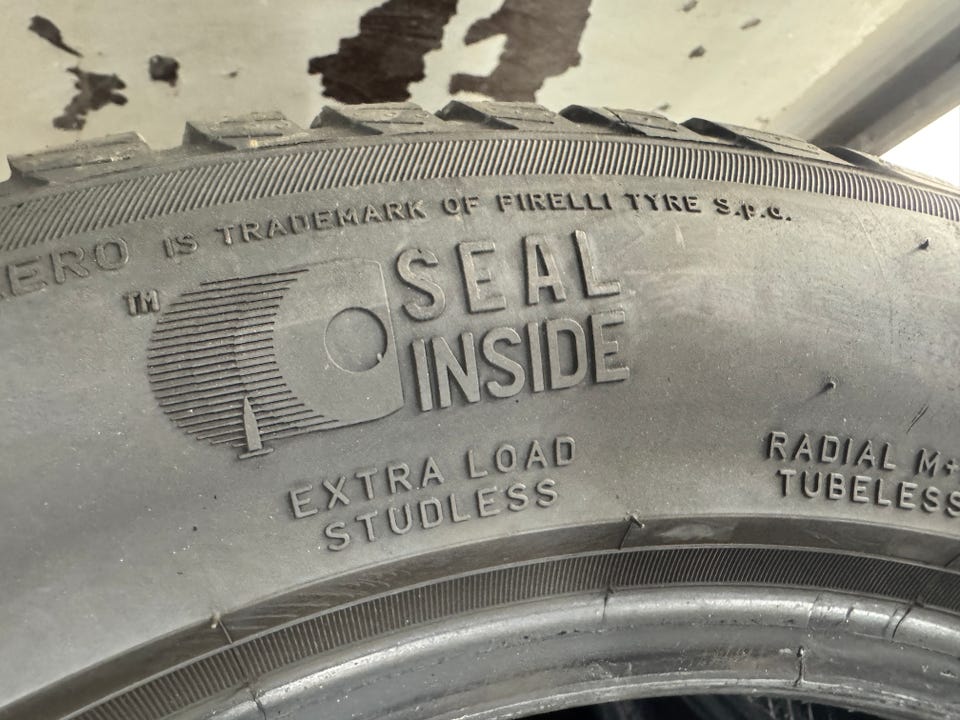 ERO IS TRADEMARK OF PIRELLI TYRE S.p.a.
TM
SEAL
INSIDE
EXTRA LOAD
STUDLESS
RADIAL M+
TUBELESS